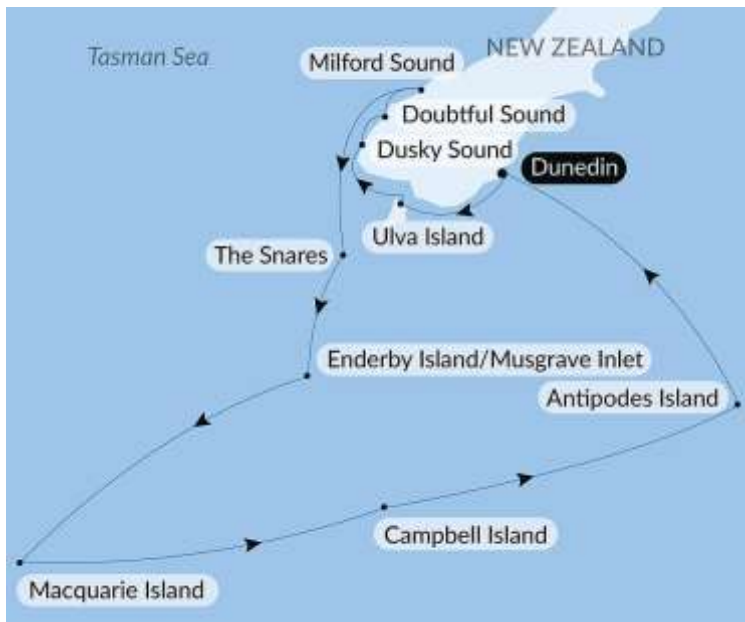 Tasman Sea
NEW ZEALAND
Milford Sound
Doubtful Sound
Dusky Sound
Dunedin
Ulva Island
The Snares
Enderby Island/Musgrave Inlet
Antipodes Island
Campbell Island
Macquarie Island